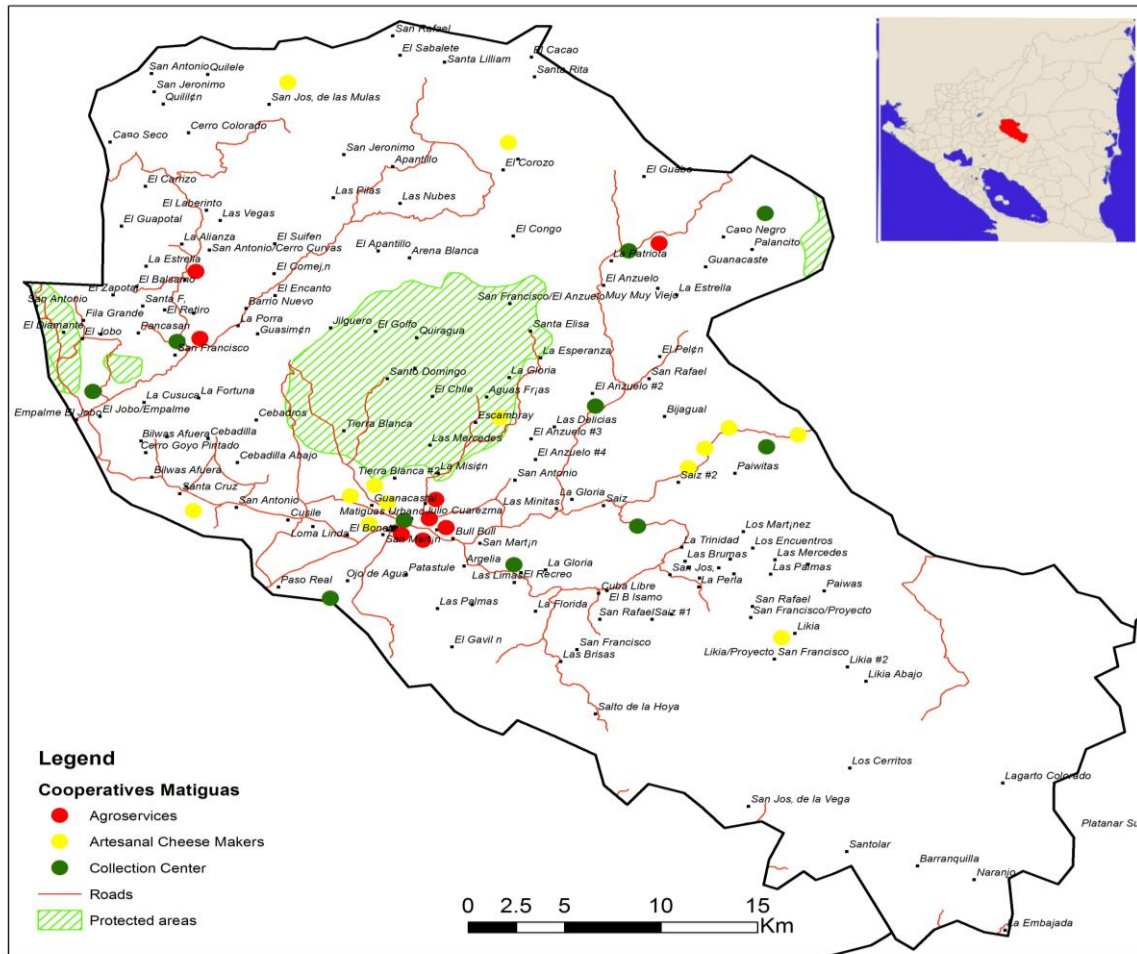 San Rafael
El Sabalete
Santa Lilliam
El Cacao
Santa Rita
San Antonio
Quilele
San Jeronimo
Quilil¢n
San Jos, de las Mulas
Ca¤o Seco
Cerro Colorado
San Jeronimo
Apantillo
El Corozo
El Guabo
El Carrizo
El Laberinto
Las Vegas
Las Pilas
Las Nubes
El Guapotal
La Alianza
El Suifen
San Antonio/Cerro Curvas
El Apantillo
Arena Blanca
El Congo
Ca¤o Negro
Palancito
La Patriota
Guanacaste
La Estrella
El Comej,n
El Balsamo
El Zapotal
El Encanto
El Anzuelo
La Estrella
San Antonio
Santa F,
El Retiro
Barrio Nuevo
San Francisco/El Anzuelo
Muy Muy Viejo
Fila Grande
El Diamante
El Jobo
Pancasan
La Porra
Guasim¢n
Jilguero
El Golfo
Quiragua
Santa Elisa
San Francisco
La Esperanza
El Pel¢n
Santo Domingo
La Gloria
San Rafael
La Cusuca
La Fortuna
El Chile
Aguas Fr¡as
El Anzuelo #2
Empalme El Jobo
El Jobo/Empalme
Cebadros
Escambray
Las Delicias
Bijagual
Bilwas Afuera
Cebadilla
Tierra Blanca
El Anzuelo #3
Cerro Goyo Pintado
Las Mercedes
Cebadilla Abajo
El Anzuelo #4
Bilwas Afuera
Tierra Blanca #2
La Misi¢n
San Antonio
Saiz #2
Paiwitas
Santa Cruz
San Antonio
Guanacastal
Las Minitas
La Gloria
Saiz
Matiguas Urbano
Julio Cuarezma
Cusile
Loma Linda
El Bonete
Bull Bull
San Mart¡n
San Mart¡n
Los Mart¡nez
La Trinidad
Los Encuentros
Argelia
Las Brumas
Las Mercedes
Paso Real
Ojo de Agua
Patastule
Las Limas
El Recreo
La Gloria
San Jos,
Las Palmas
La Perla
Cuba Libre
El B lsamo
Paiwas
Las Palmas
La Florida
San Rafael
Saiz #1
San Rafael
San Francisco/Proyecto
El Gavil n
San Francisco
Likia
Las Brisas
Likia/Proyecto San Francisco
Likia #2
Likia Abajo
Salto de la Hoya
Los Cerritos
Lagarto Colorado
San Jos, de la Vega
Platanar Su
Santolar
Barranquilla
Naranjo
La Embajada
Legend
Cooperatives Matiguas
Agroservices
Artesanal Cheese Makers
Collection Center
Roads
Protected areas
0 2.5 5 10 15
Km